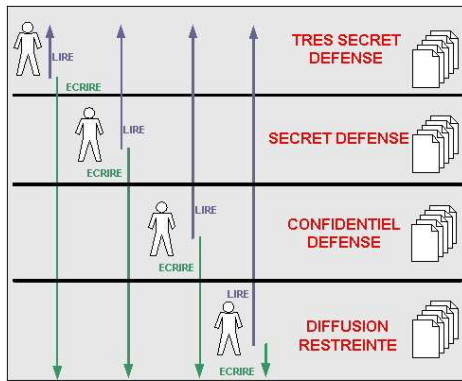 TRES SECRET
DEFENSE
LIRE
ECRIRE
SECRET DEFENSE
LIRE
ECRIRE
CONFIDENTIEL
DEFENSE
LIRE
ECRIRE
LIRE
DIFFUSION
RESTREINTE
ECRIRE